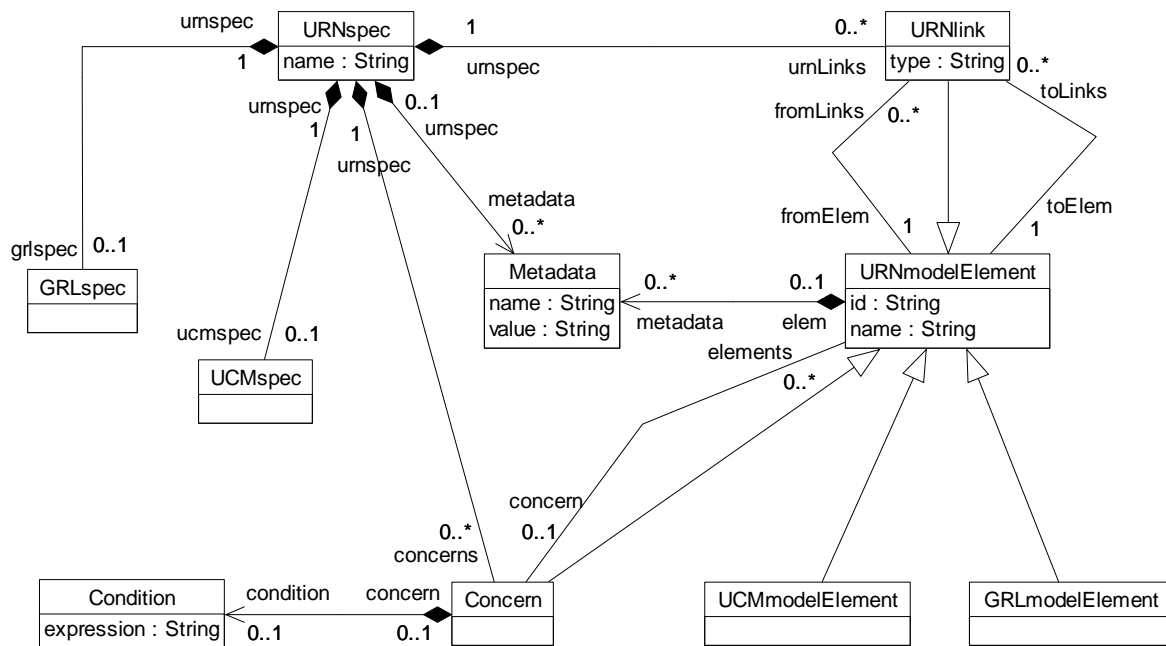 urnspec
1
URNspec
name : String
1
urnspec
0..*
urnLinks
URNlink
type : String
0..*
toLinks
fromLinks
0..*
urnspec
1
1
urnspec
0..1
urnspec
metadata
0..*
fromElem
1
1
toElem
grlspec
0..1
GRLspec
Metadata
name : String
value : String
0..*
metadata
0..1
elem
URNmodelElement
id : String
name : String
ucmspec
0..1
UCMspec
elements
0..*
concern
0..1
0..*
concerns
Condition
expression : String
condition
0..1
concern
0..1
Concern
UCMmodelElement
GRLmodelElement